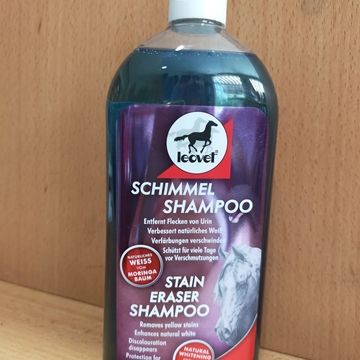 leovet
SCHIMMEL
SHAMPOO
Entfernt Flecken von Urin
Verbessert natürliches Weiß
Verfärbungen verschwinden
Schützt für viele Tage
vor Verschmutzungen
NATÜRLICHES
WEISS
VOM
MORINGA
BAUM
STAIN
ERASER
SHAMPOO
Removes yellow stains
Enhances natural white
Discolouration
disappears
Protection for
NATURAL
WHITENING